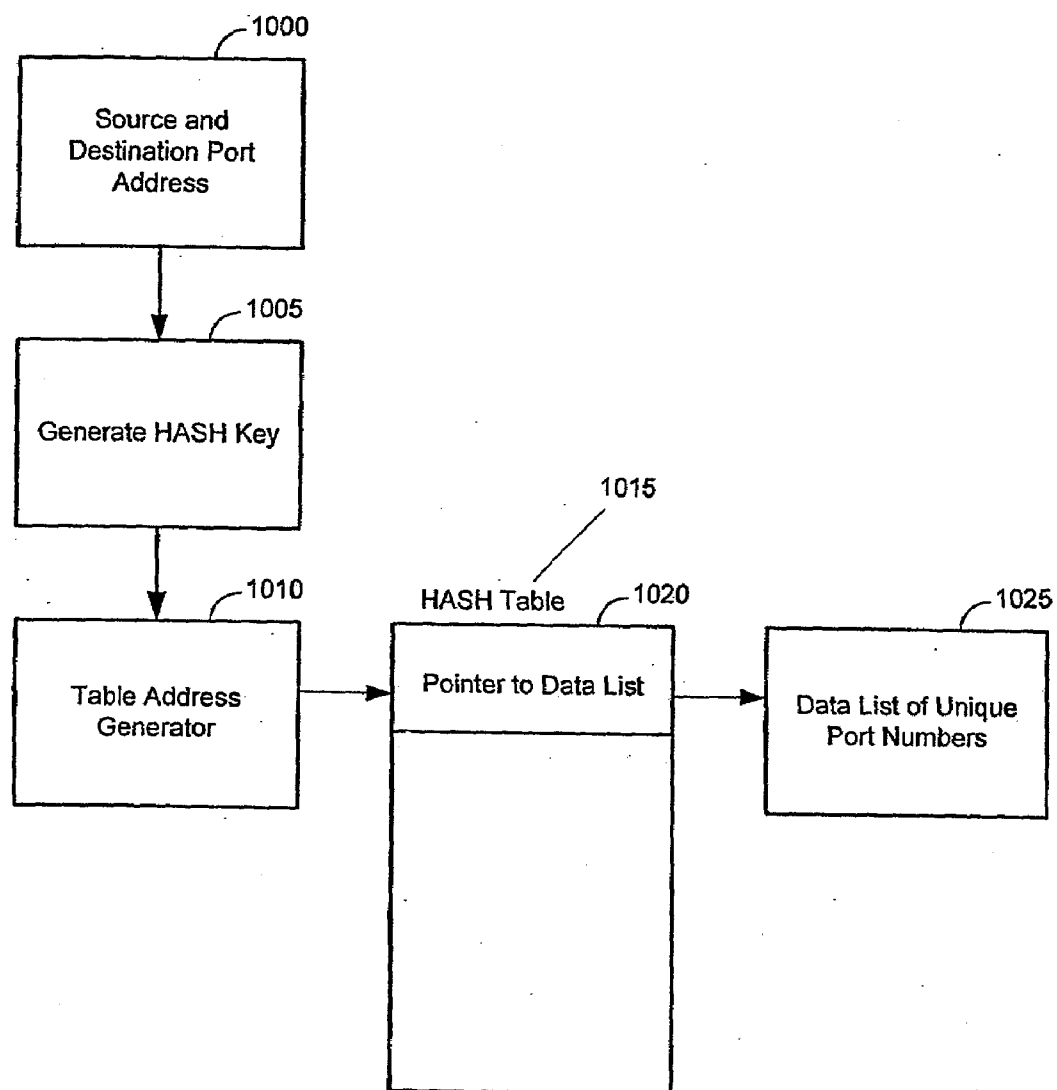 1000
Source and
Destination Port
Address
1005
Generate HASH Key
1015
1010
HASH Table
1020
1025
Table Address
Generator
Pointer to Data List
Data List of Unique
Port Numbers